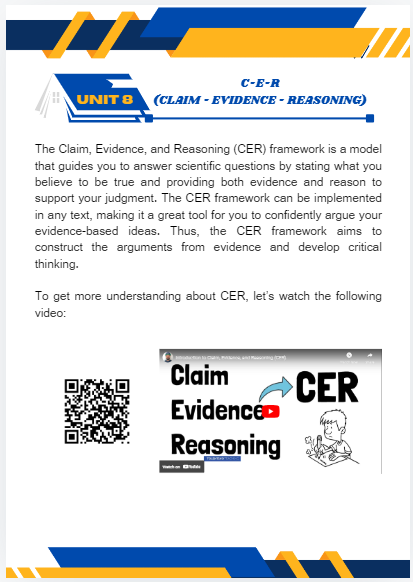 UNIT 8
C-E-R
(CLAIM - EVIDENCE - REASONING)
The Claim, Evidence, and Reasoning (CER) framework is a model
that guides you to answer scientific questions by stating what you
believe to be true and providing both evidence and reason to
support your judgment. The CER framework can be implemented
in any text, making it a great tool for you to confidently argue your
evidence-based ideas. Thus, the CER framework aims to
construct the arguments from evidence and develop critical
thinking.
To get more understanding about CER, let's watch the following
video:
Introduction to Claim, Evidence, and Reasoning (CER)
Claim
CER
Evidence
Reasoning
Watch on YouTube